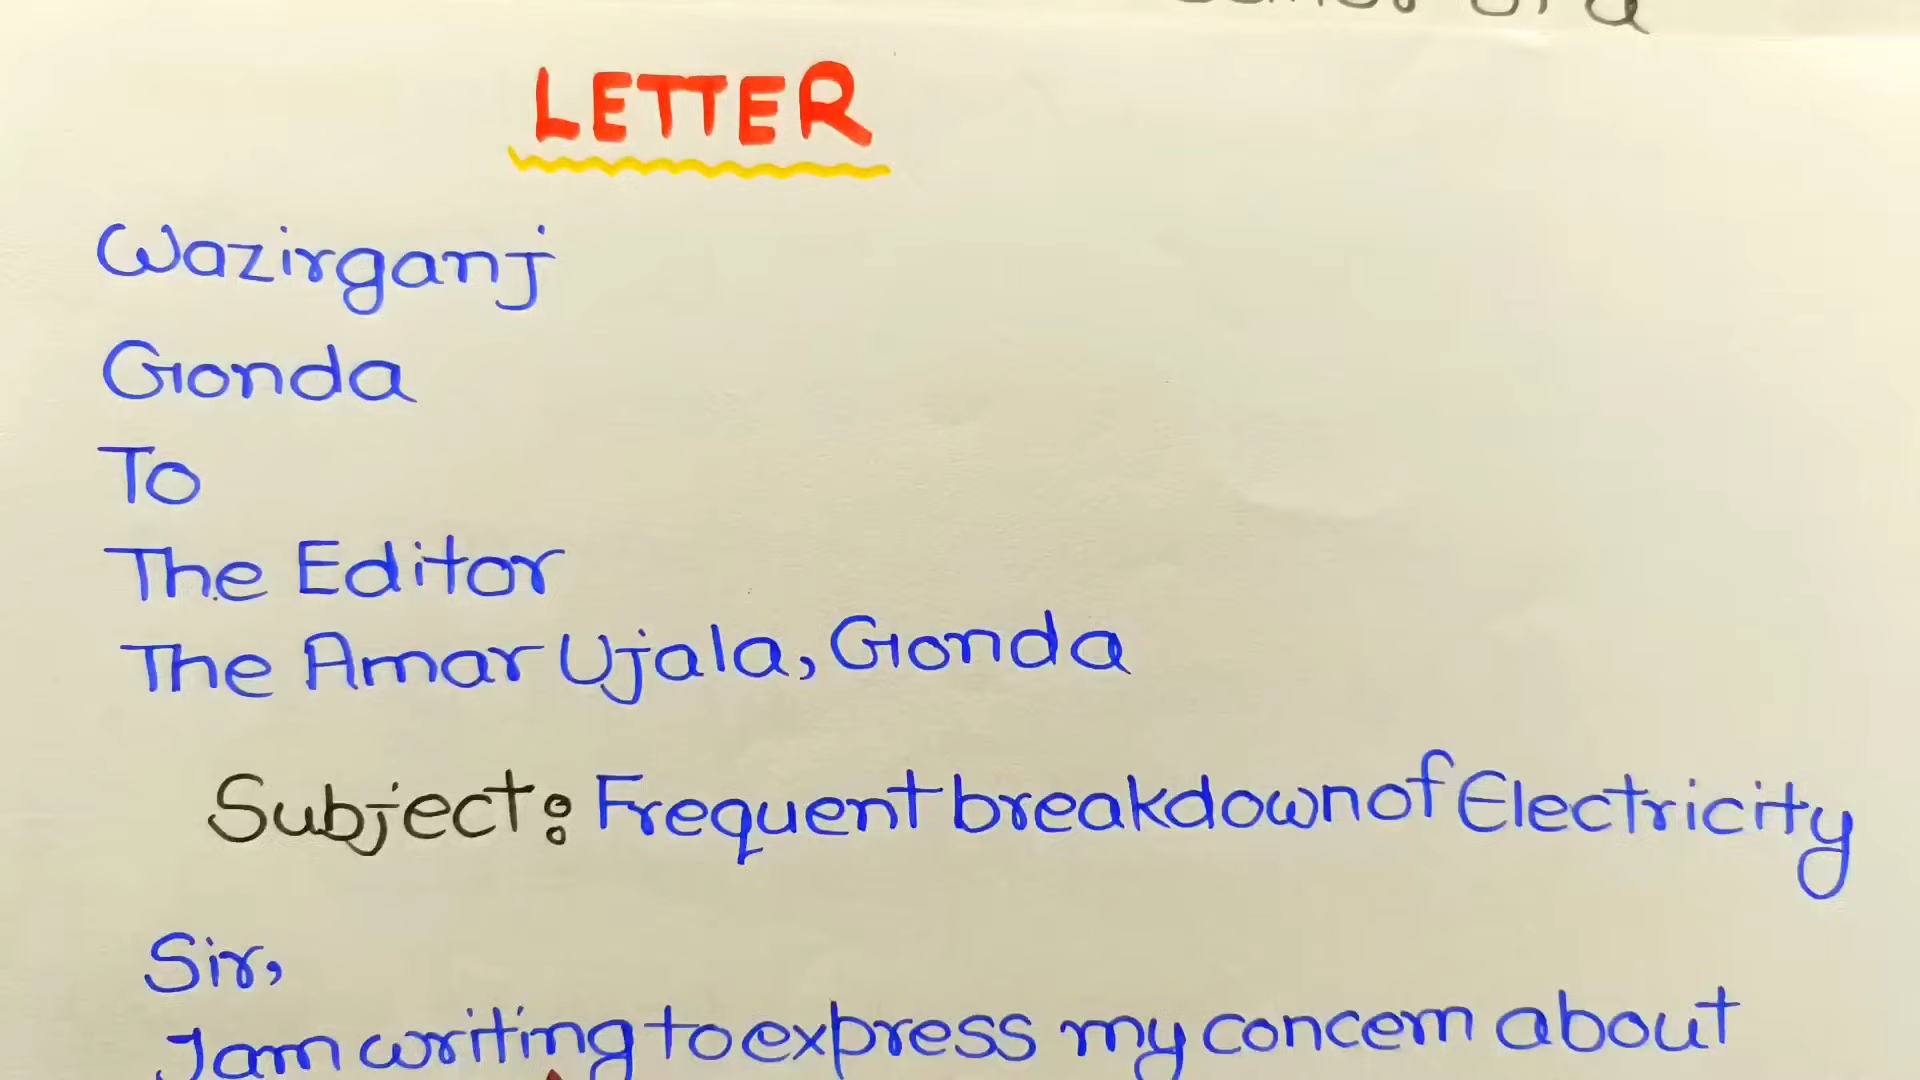 LETTER
Wazirganj
Gonda
To
The Editor
The Amar Ujala, Gonda
Subject: Frequent breakdown of Electricity
Sir,
I am writing to express my concern about